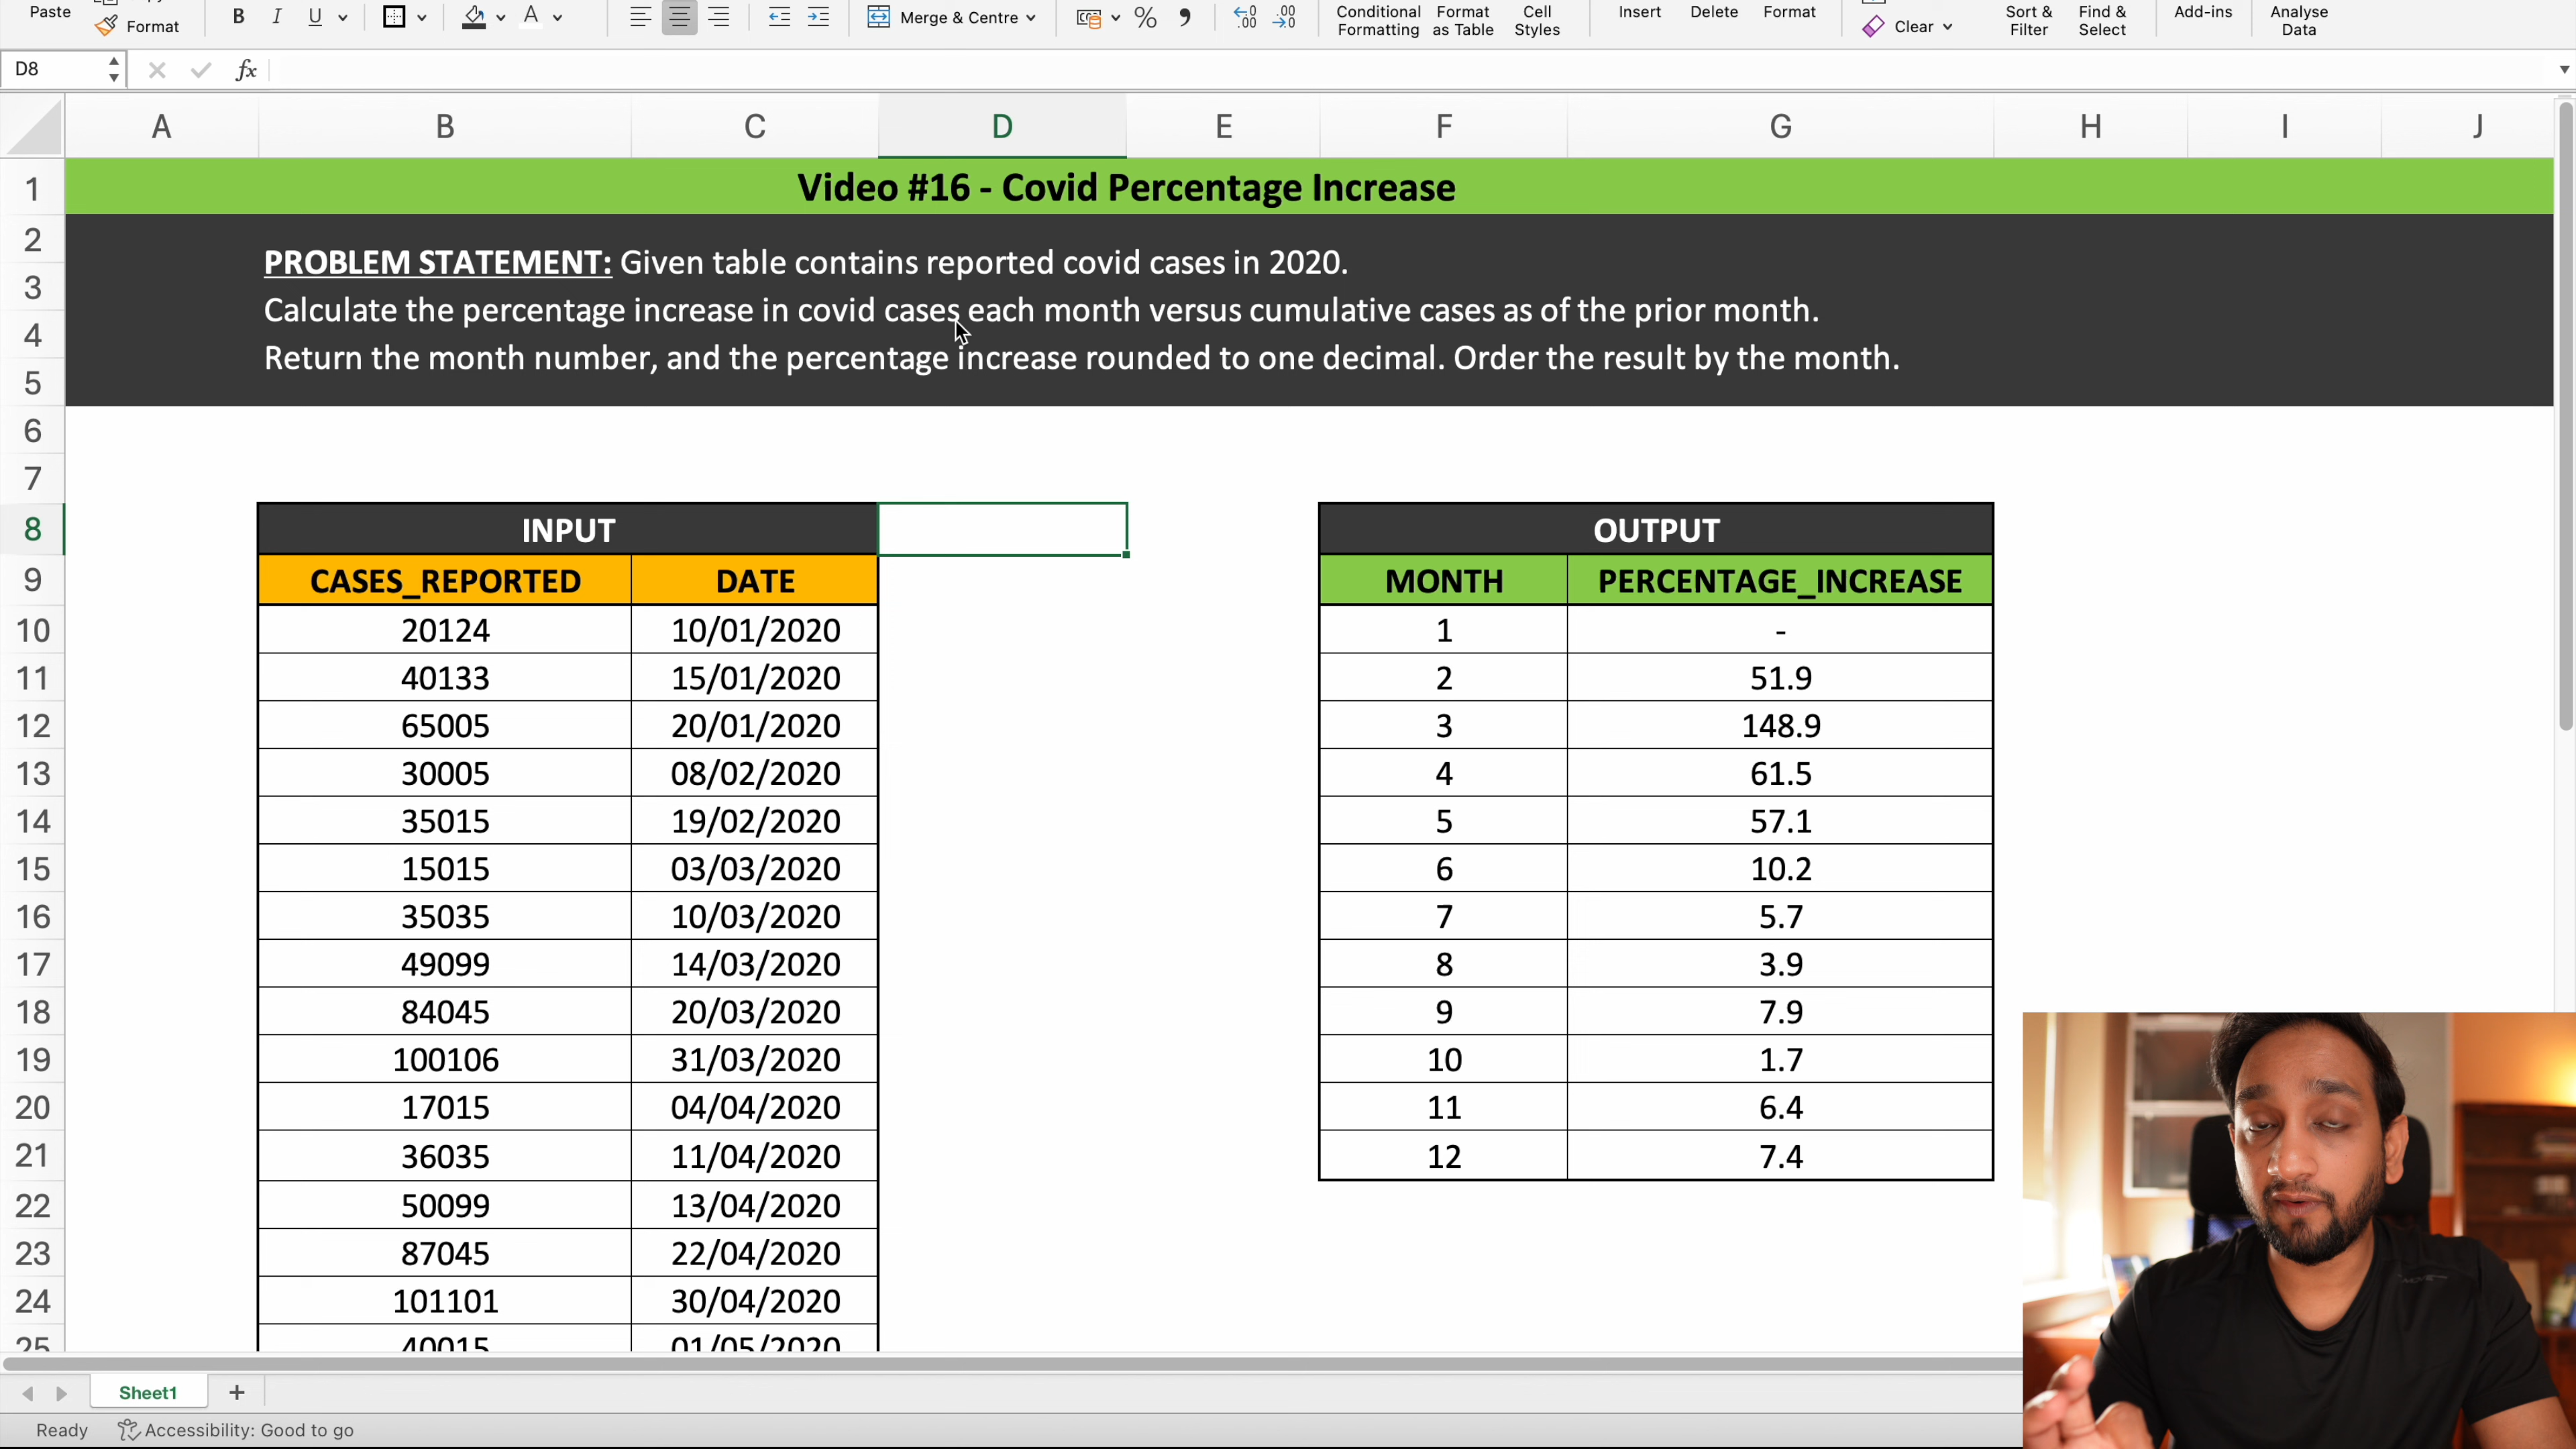 Paste
Format
B I U
A
Merge & Centre
%
Conditional Formatting
Format as Table
Cell Styles
Insert
Delete
Format
Clear
Sort & Filter
Find & Select
Add-ins
Analyse Data
D8
fx
A B C D E F G H I J
1 Video #16 - Covid Percentage Increase
2
PROBLEM STATEMENT: Given table contains reported covid cases in 2020.
3
Calculate the percentage increase in covid cases each month versus cumulative cases as of the prior month.
4
Return the month number, and the percentage increase rounded to one decimal. Order the result by the month.
5
6
7
8 INPUT OUTPUT
9 CASES_REPORTED DATE MONTH PERCENTAGE_INCREASE
10 20124 10/01/2020 1 -
11 40133 15/01/2020 2 51.9
12 65005 20/01/2020 3 148.9
13 30005 08/02/2020 4 61.5
14 35015 19/02/2020 5 57.1
15 15015 03/03/2020 6 10.2
16 35035 10/03/2020 7 5.7
17 49099 14/03/2020 8 3.9
18 84045 20/03/2020 9 7.9
19 100106 31/03/2020 10 1.7
20 17015 04/04/2020 11 6.4
21 36035 11/04/2020 12 7.4
22 50099 13/04/2020
23 87045 22/04/2020
24 101101 30/04/2020
25 40015 01/05/2020
Sheet1 +
Ready Accessibility: Good to go